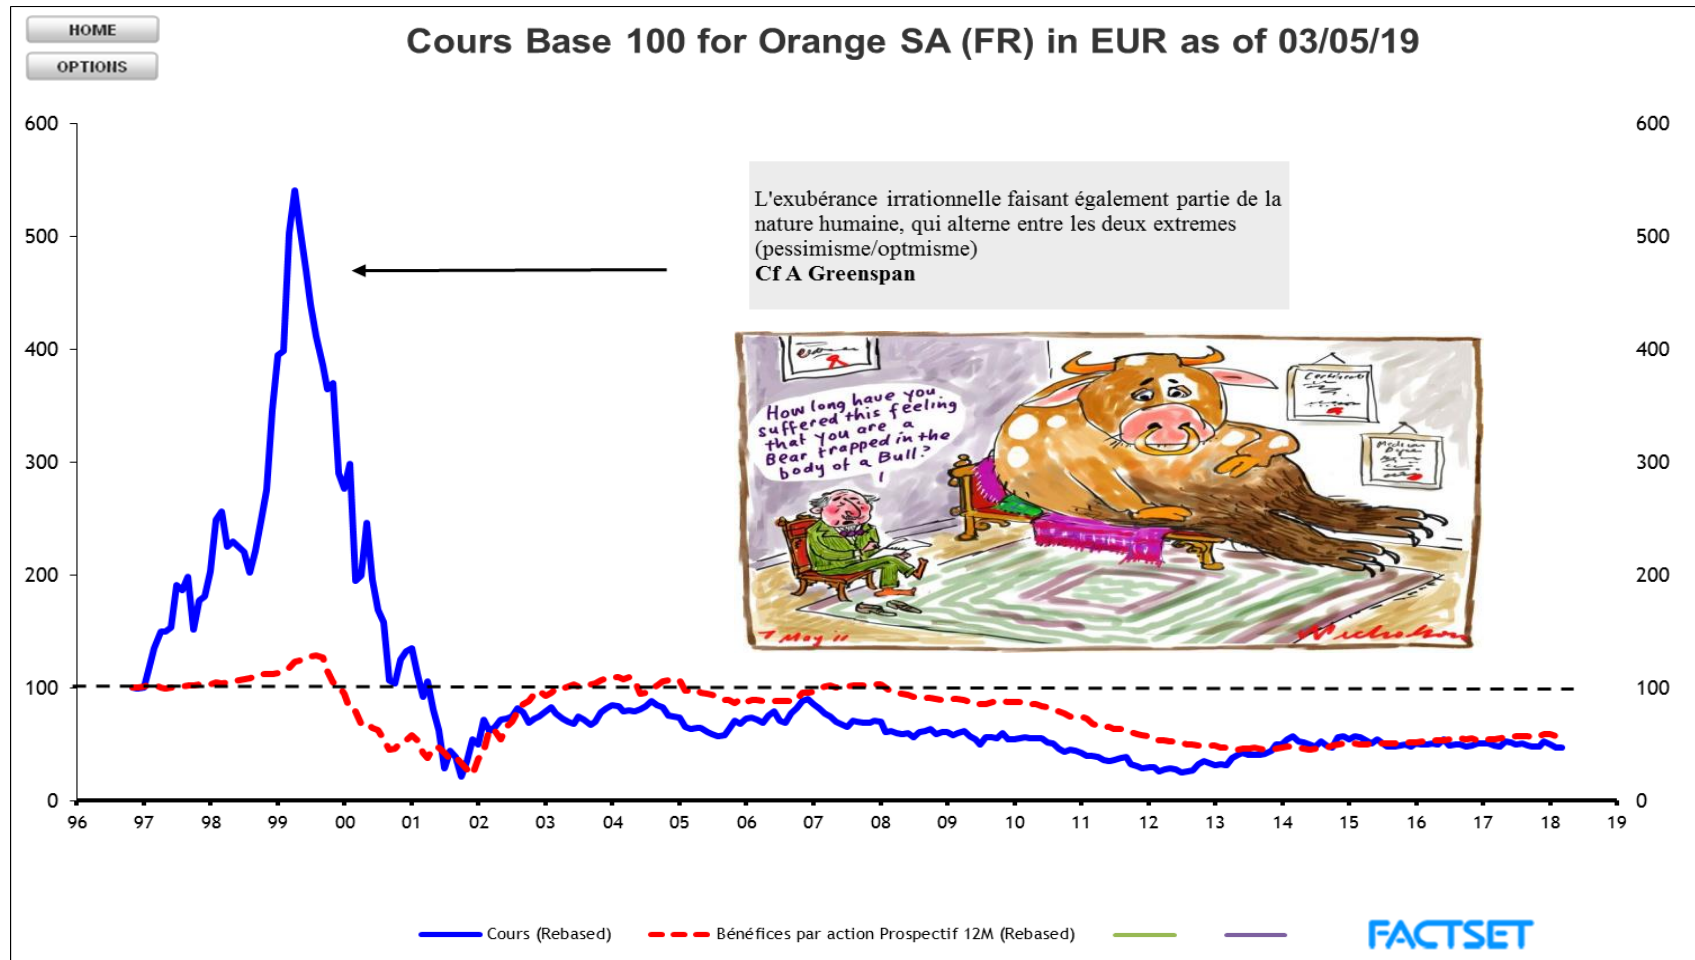 HOME
OPTIONS
Cours Base 100 for Orange SA (FR) in EUR as of 03/05/19
600
500
400
300
200
100
0
600
500
400
300
200
100
0
L'exubérance irrationnelle faisant également partie de la
nature humaine, qui alterne entre les deux extremes
(pessimisme/optmisme)
Cf A Greenspan
How long have you
suffered this feeling
that you are a
Bear trapped in the
body of a Bull?
1 May 11
Nicholson
96 97 98 99 00 01 02 03 04 05 06 07 08 09 10 11 12 13 14 15 16 17 18 19
Cours (Rebased) Bénéfices par action Prospectif 12M (Rebased)
FACTSET